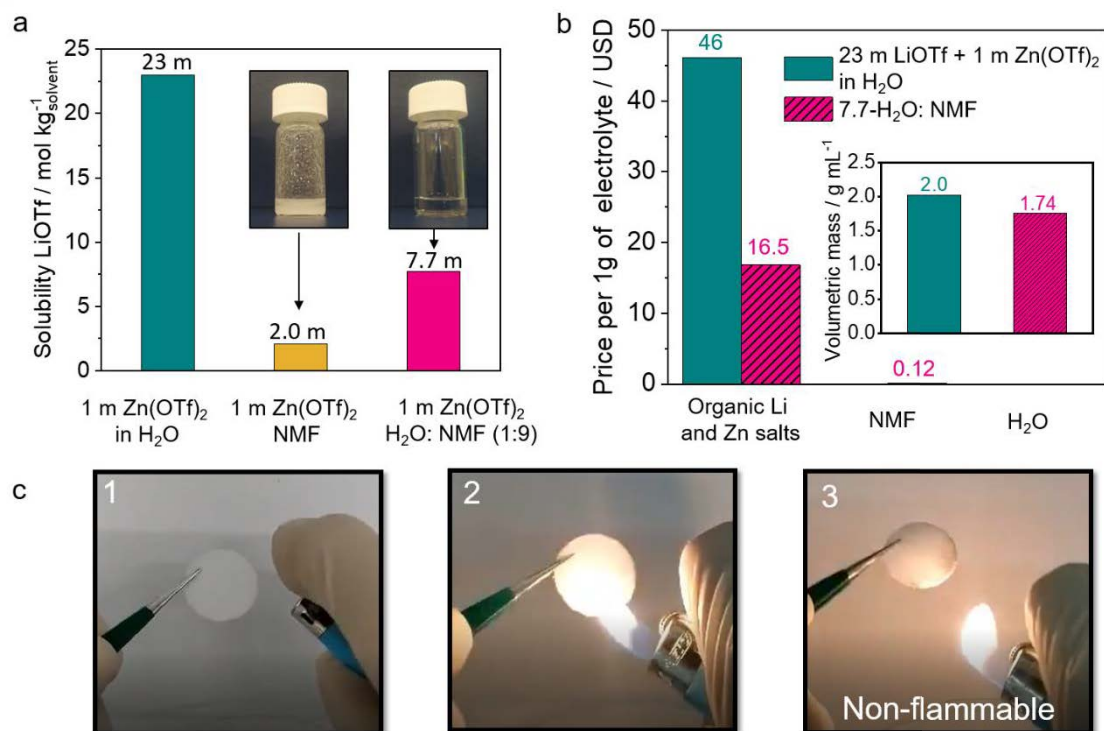 a
Solubility LiOTf / mol kg⁻¹solvent
25
20
15
10
5
0
23 m
2.0 m
7.7 m
1 m Zn(OTf)₂
in H₂O
1 m Zn(OTf)₂
NMF
1 m Zn(OTf)₂
H₂O: NMF (1:9)
b
Price per 1g of electrolyte / USD
50
40
30
20
10
0
46
16.5
0.12
23 m LiOTf + 1 m Zn(OTf)₂
in H₂O
7.7-H₂O: NMF
Volumetric mass / g mL⁻¹
2.5
2.0
1.5
1.0
0.5
0.0
2.0
1.74
Organic Li
and Zn salts
NMF
H₂O
c
1
2
3
Non-flammable